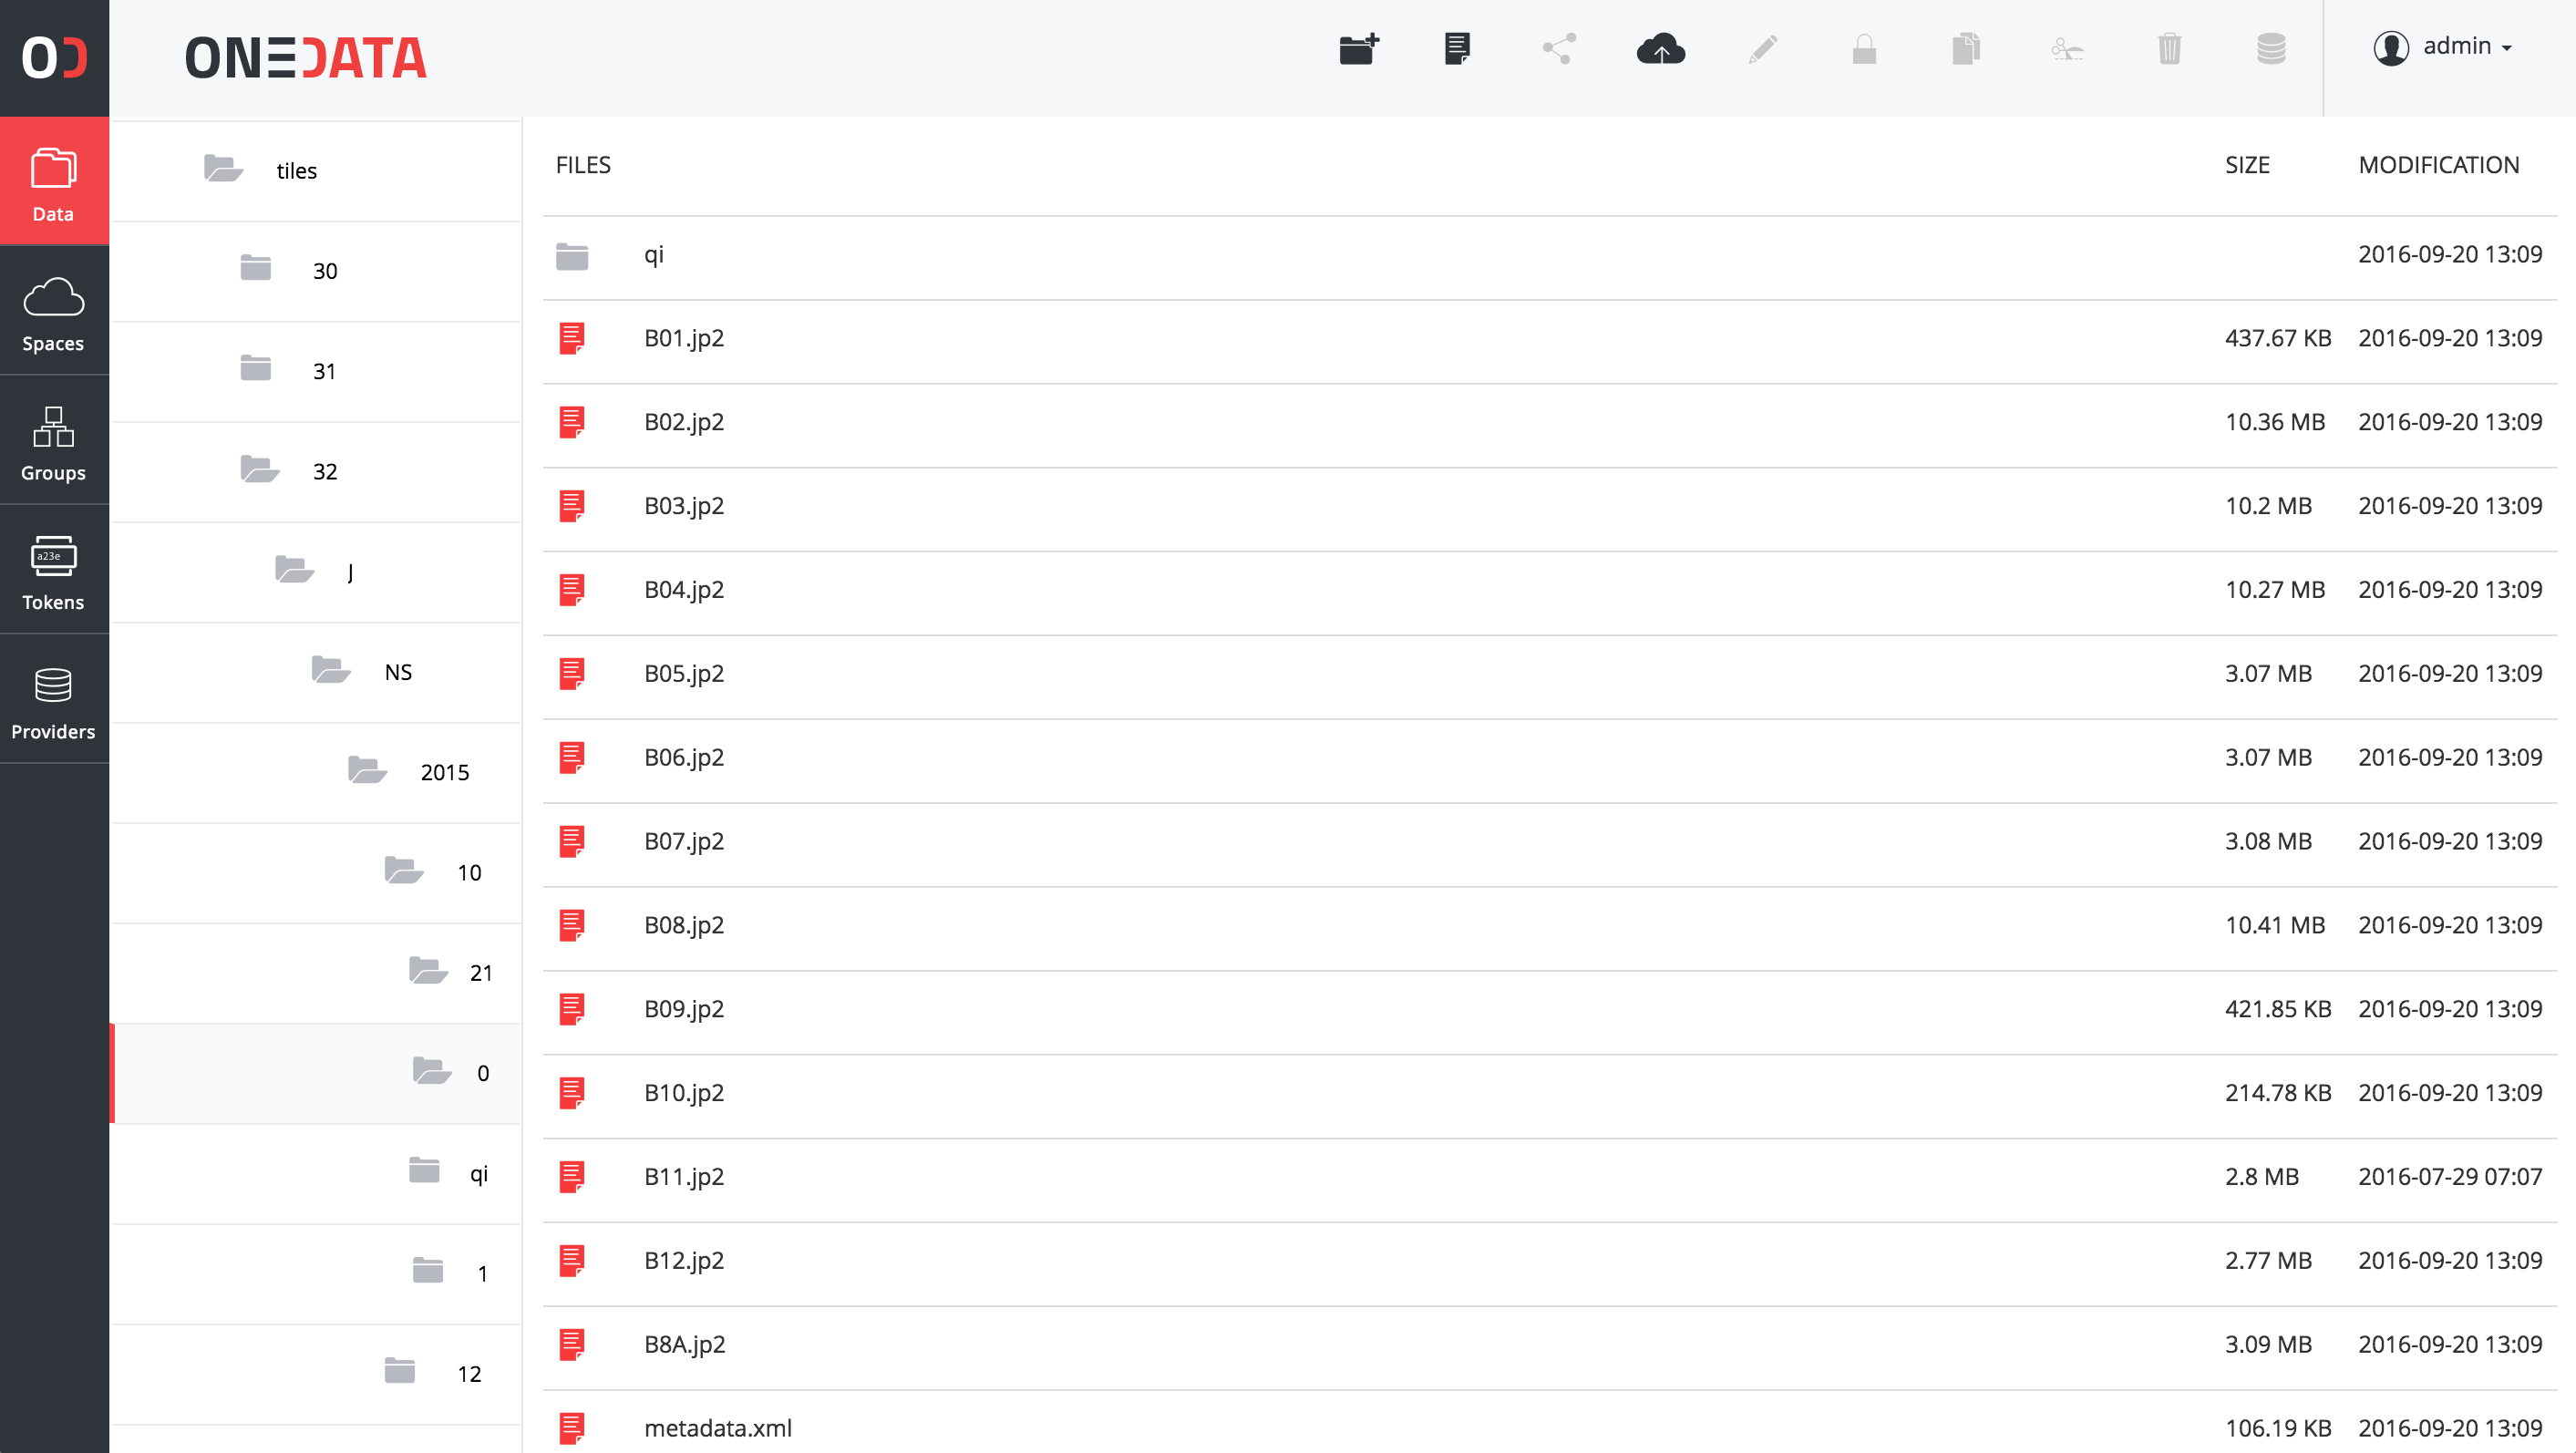 OD
ONEDATA
admin
Data
Spaces
Groups
a23e
Tokens
Providers
tiles
30
31
32
J
NS
2015
10
21
0
qi
1
12
FILES SIZE MODIFICATION
qi 2016-09-20 13:09
B01.jp2 437.67 KB 2016-09-20 13:09
B02.jp2 10.36 MB 2016-09-20 13:09
B03.jp2 10.2 MB 2016-09-20 13:09
B04.jp2 10.27 MB 2016-09-20 13:09
B05.jp2 3.07 MB 2016-09-20 13:09
B06.jp2 3.07 MB 2016-09-20 13:09
B07.jp2 3.08 MB 2016-09-20 13:09
B08.jp2 10.41 MB 2016-09-20 13:09
B09.jp2 421.85 KB 2016-09-20 13:09
B10.jp2 214.78 KB 2016-09-20 13:09
B11.jp2 2.8 MB 2016-07-29 07:07
B12.jp2 2.77 MB 2016-09-20 13:09
B8A.jp2 3.09 MB 2016-09-20 13:09
metadata.xml 106.19 KB 2016-09-20 13:09